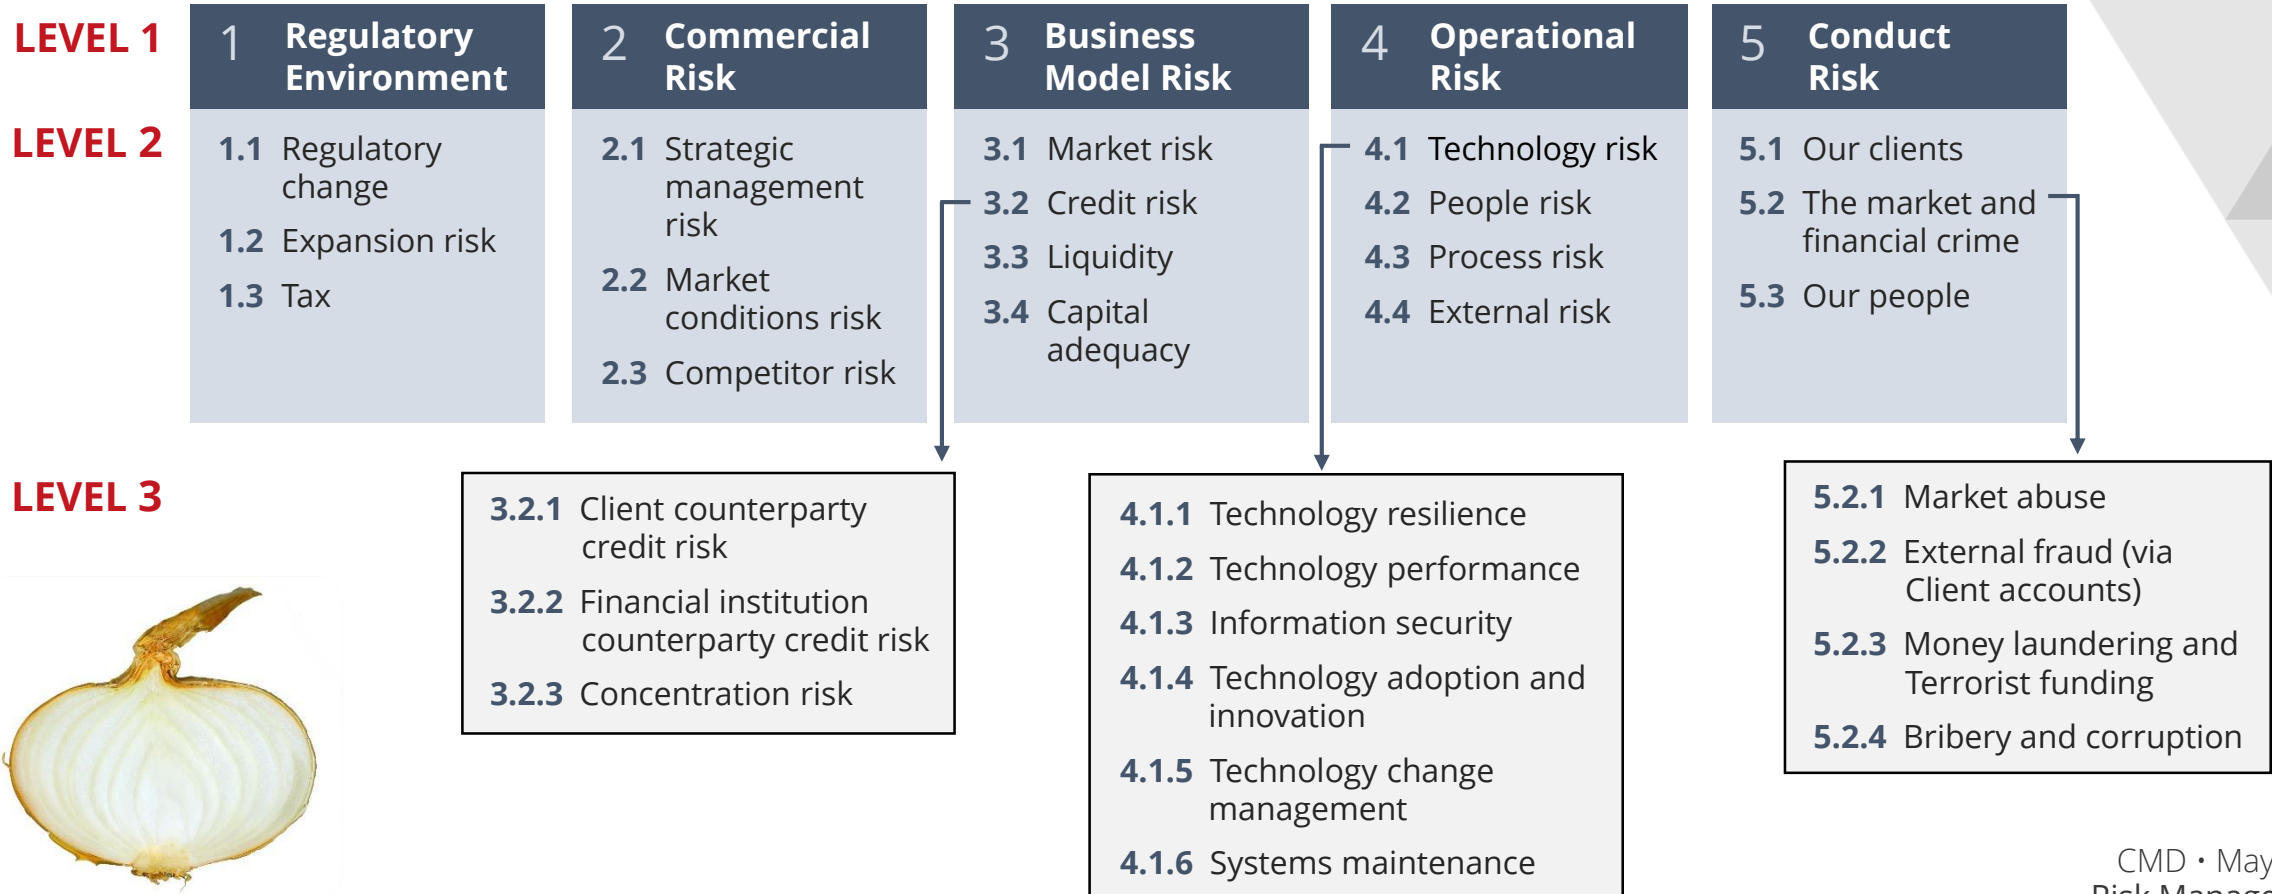 LEVEL 1
1 Regulatory
Environment
2 Commercial
Risk
3 Business
Model Risk
4 Operational
Risk
5 Conduct
Risk
LEVEL 2
1.1 Regulatory
change
1.2 Expansion risk
1.3 Tax
2.1 Strategic
management
risk
2.2 Market
conditions risk
2.3 Competitor risk
3.1 Market risk
3.2 Credit risk
3.3 Liquidity
3.4 Capital
adequacy
4.1 Technology risk
4.2 People risk
4.3 Process risk
4.4 External risk
5.1 Our clients
5.2 The market and
financial crime
5.3 Our people
LEVEL 3
3.2.1 Client counterparty
credit risk
3.2.2 Financial institution
counterparty credit risk
3.2.3 Concentration risk
4.1.1 Technology resilience
4.1.2 Technology performance
4.1.3 Information security
4.1.4 Technology adoption and
innovation
4.1.5 Technology change
management
4.1.6 Systems maintenance
5.2.1 Market abuse
5.2.2 External fraud (via
Client accounts)
5.2.3 Money laundering and
Terrorist funding
5.2.4 Bribery and corruption
CMD • May
Risk Manage